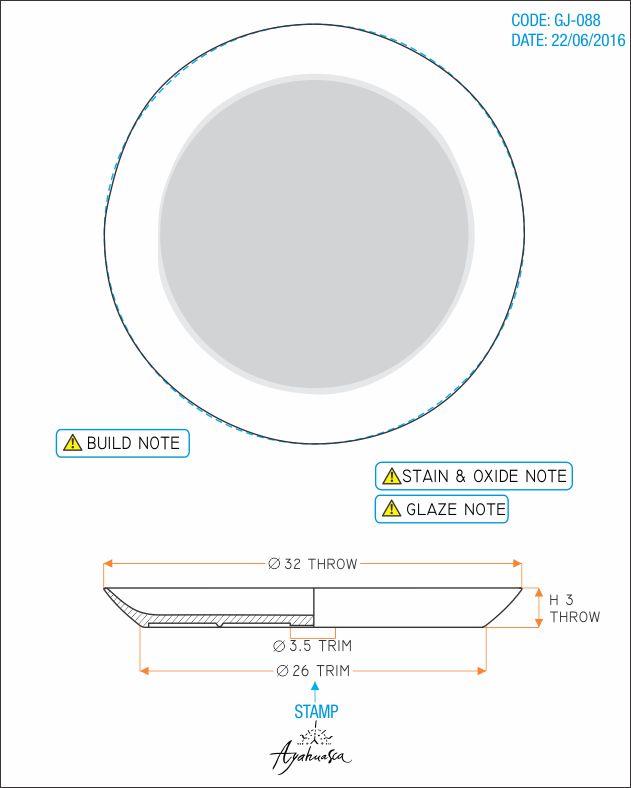 CODE: GJ-088
DATE: 22/06/2016
BUILD NOTE
STAIN & OXIDE NOTE
GLAZE NOTE
∅ 32 THROW
H 3
THROW
∅ 3.5 TRIM
∅ 26 TRIM
STAMP
Ayahuasca